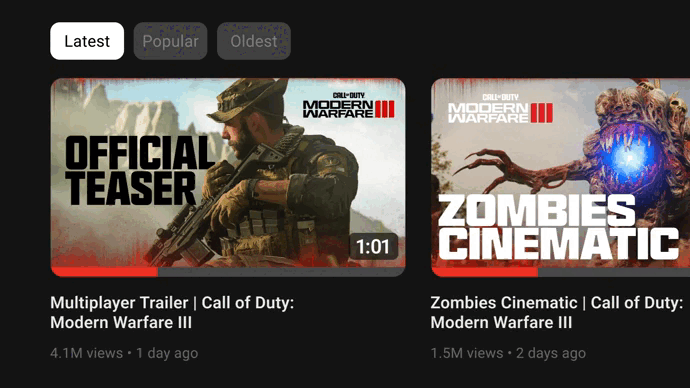 Latest
Popular
Oldest
CALL OF DUTY
MODERN
WARFARE III
OFFICIAL
TEASER
1:01
Multiplayer Trailer | Call of Duty:
Modern Warfare III
4.1M views • 1 day ago
CALL OF DUTY
MODERN
WARFARE III
ZOMBIES
CINEMATIC
Zombies Cinematic | Call of Duty:
Modern Warfare III
1.5M views • 2 days ago